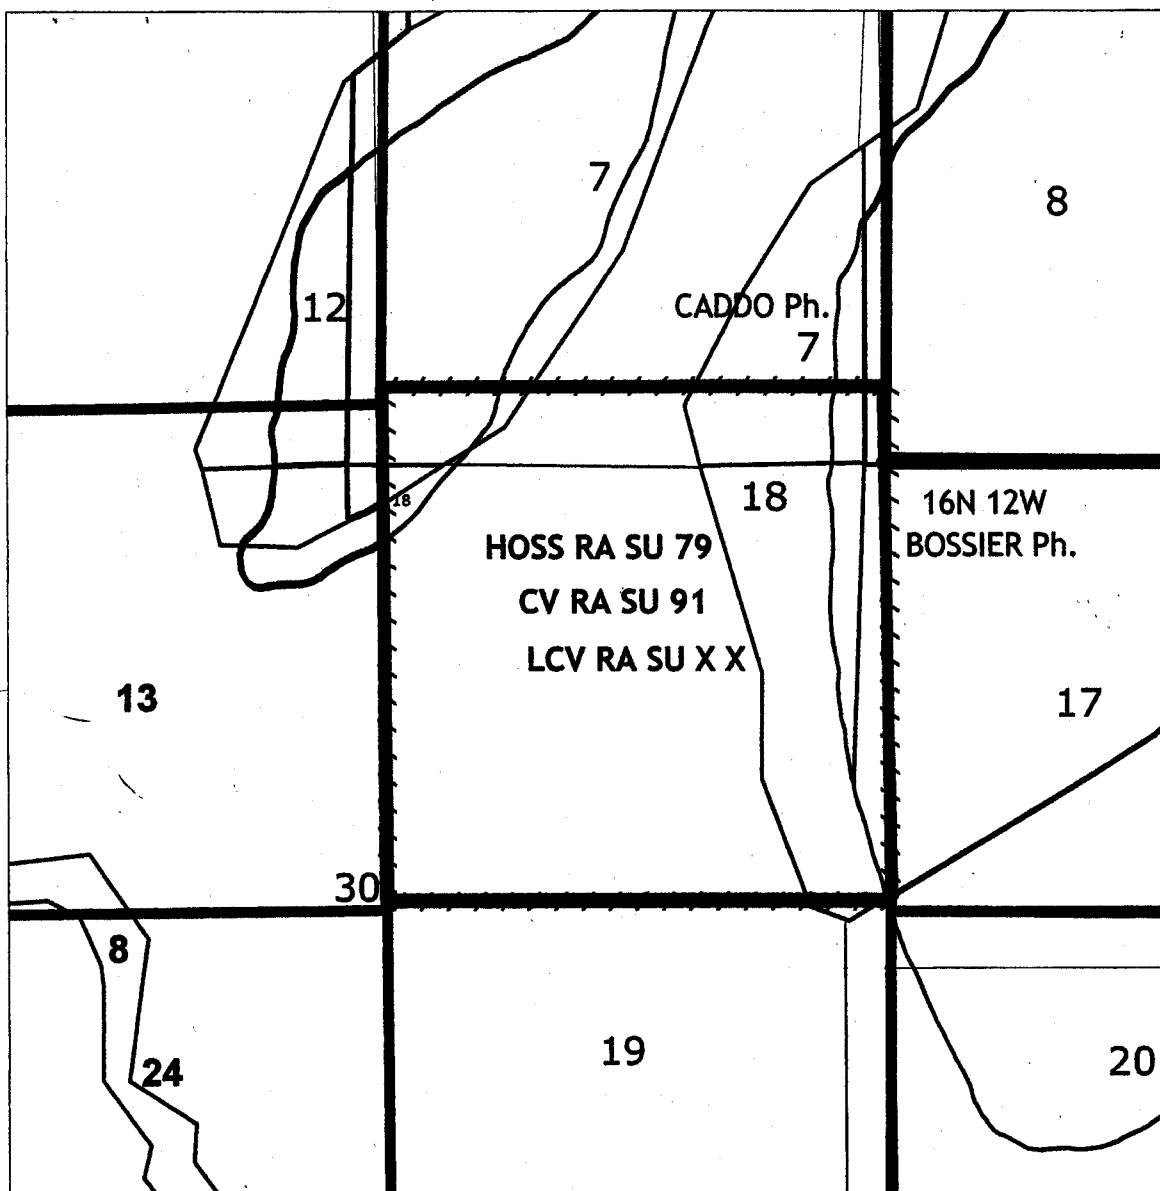 7
8
12
CADDO Ph.
7
18
18
16N 12W
HOSS RA SU 79
BOSSIER Ph.
CV RA SU 91
LCV RA SU X X
13
17
30
8
24
19
20